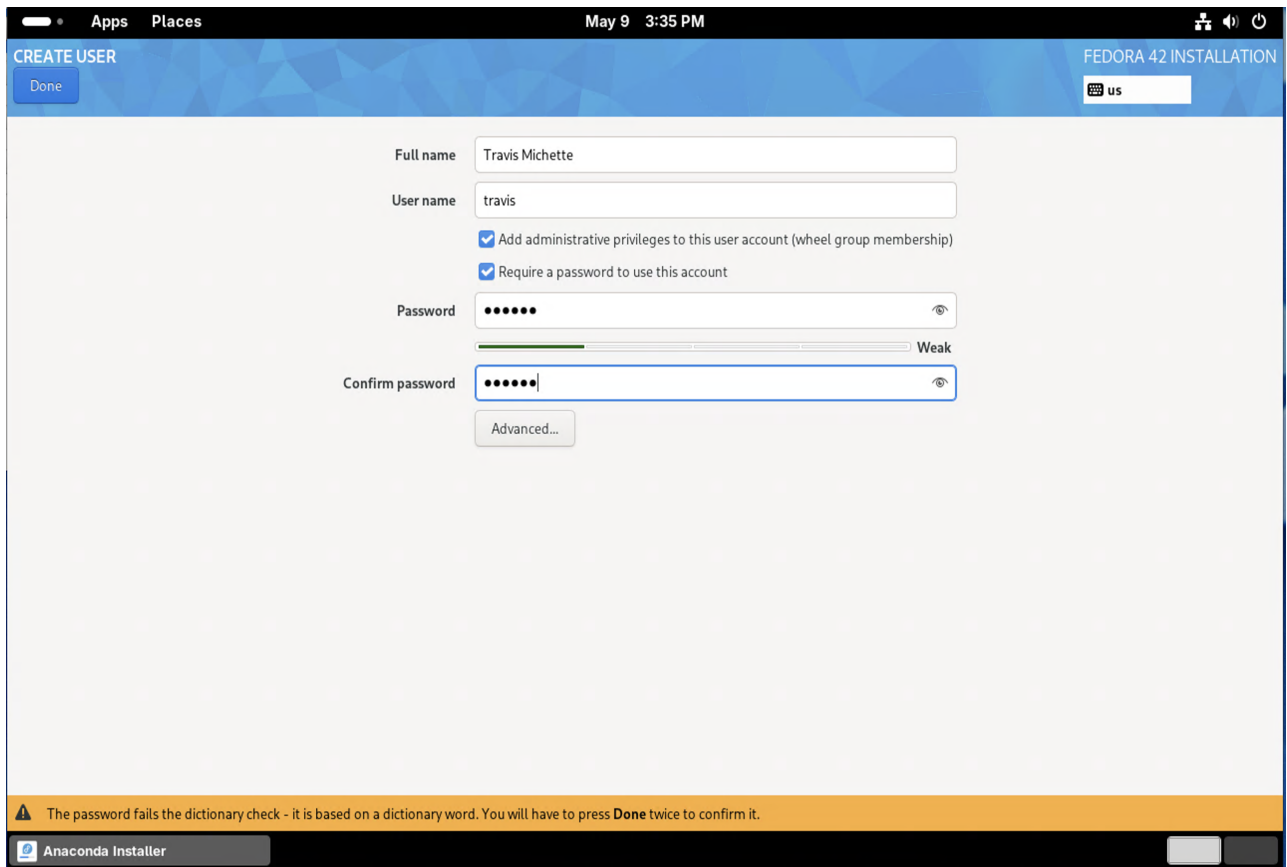 Apps Places May 9 3:35 PM
CREATE USER FEDORA 42 INSTALLATION
Done us
Full name Travis Michette
User name travis
Add administrative privileges to this user account (wheel group membership)
Require a password to use this account
Password ●●●●●●
Weak
Confirm password ●●●●●●
Advanced...
The password fails the dictionary check - it is based on a dictionary word. You will have to press Done twice to confirm it.
Anaconda Installer